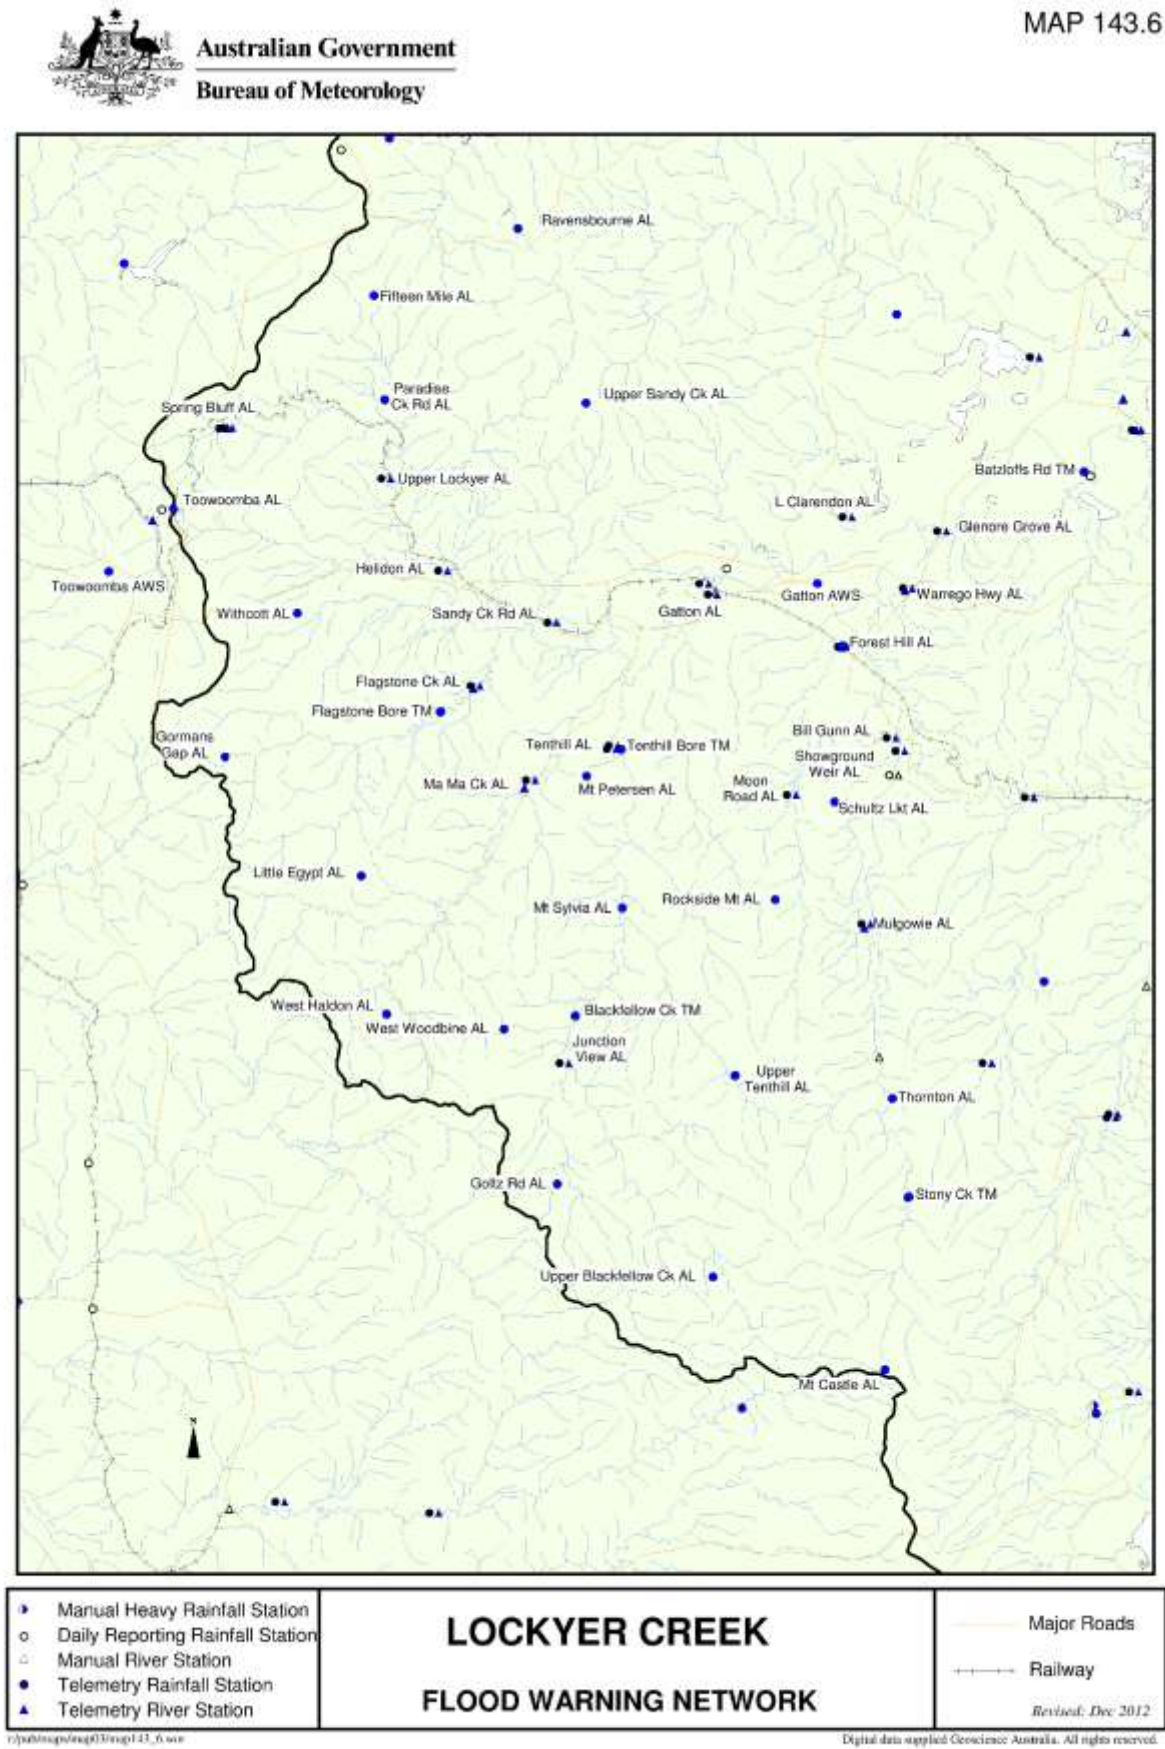 MAP 143.6
Australian Government
Bureau of Meteorology
Ravensbourne AL
Fifteen Mile AL
Paradise
Ck Rd AL
Upper Sandy Ck AL
Spring Bluff AL
Upper Lockyer AL
Batzloffs Rd TM
Toowoomba AL
L Clarendon AL
Glenore Grove AL
Helidon AL
Toowoomba AWS
Gatton AWS
Warrego Hwy AL
Withcott AL
Sandy Ck Rd AL
Gatton AL
Forest Hill AL
Flagstone Ck AL
Flagstone Bore TM
Bill Gunn AL
Gormans
Gap AL
Tenthill AL
Tenthill Bore TM
Showground
Weir AL
Ma Ma Ck AL
Mt Petersen AL
Moon
Road AL
Schultz Lkt AL
Little Egypt AL
Mt Sylvia AL
Rockside Mt AL
Mulgowie AL
West Haldon AL
West Woodbine AL
Blackfellow Ck TM
Junction
View AL
Upper
Tenthill AL
Thornton AL
Goltz Rd AL
Stony Ck TM
Upper Blackfellow Ck AL
Mt Castle AL
N
Manual Heavy Rainfall Station
Daily Reporting Rainfall Station
Manual River Station
Telemetry Rainfall Station
Telemetry River Station
LOCKYER CREEK
FLOOD WARNING NETWORK
Major Roads
Railway
Revised: Dec 2012
Digital data supplied Geoscience Australia. All rights reserved.